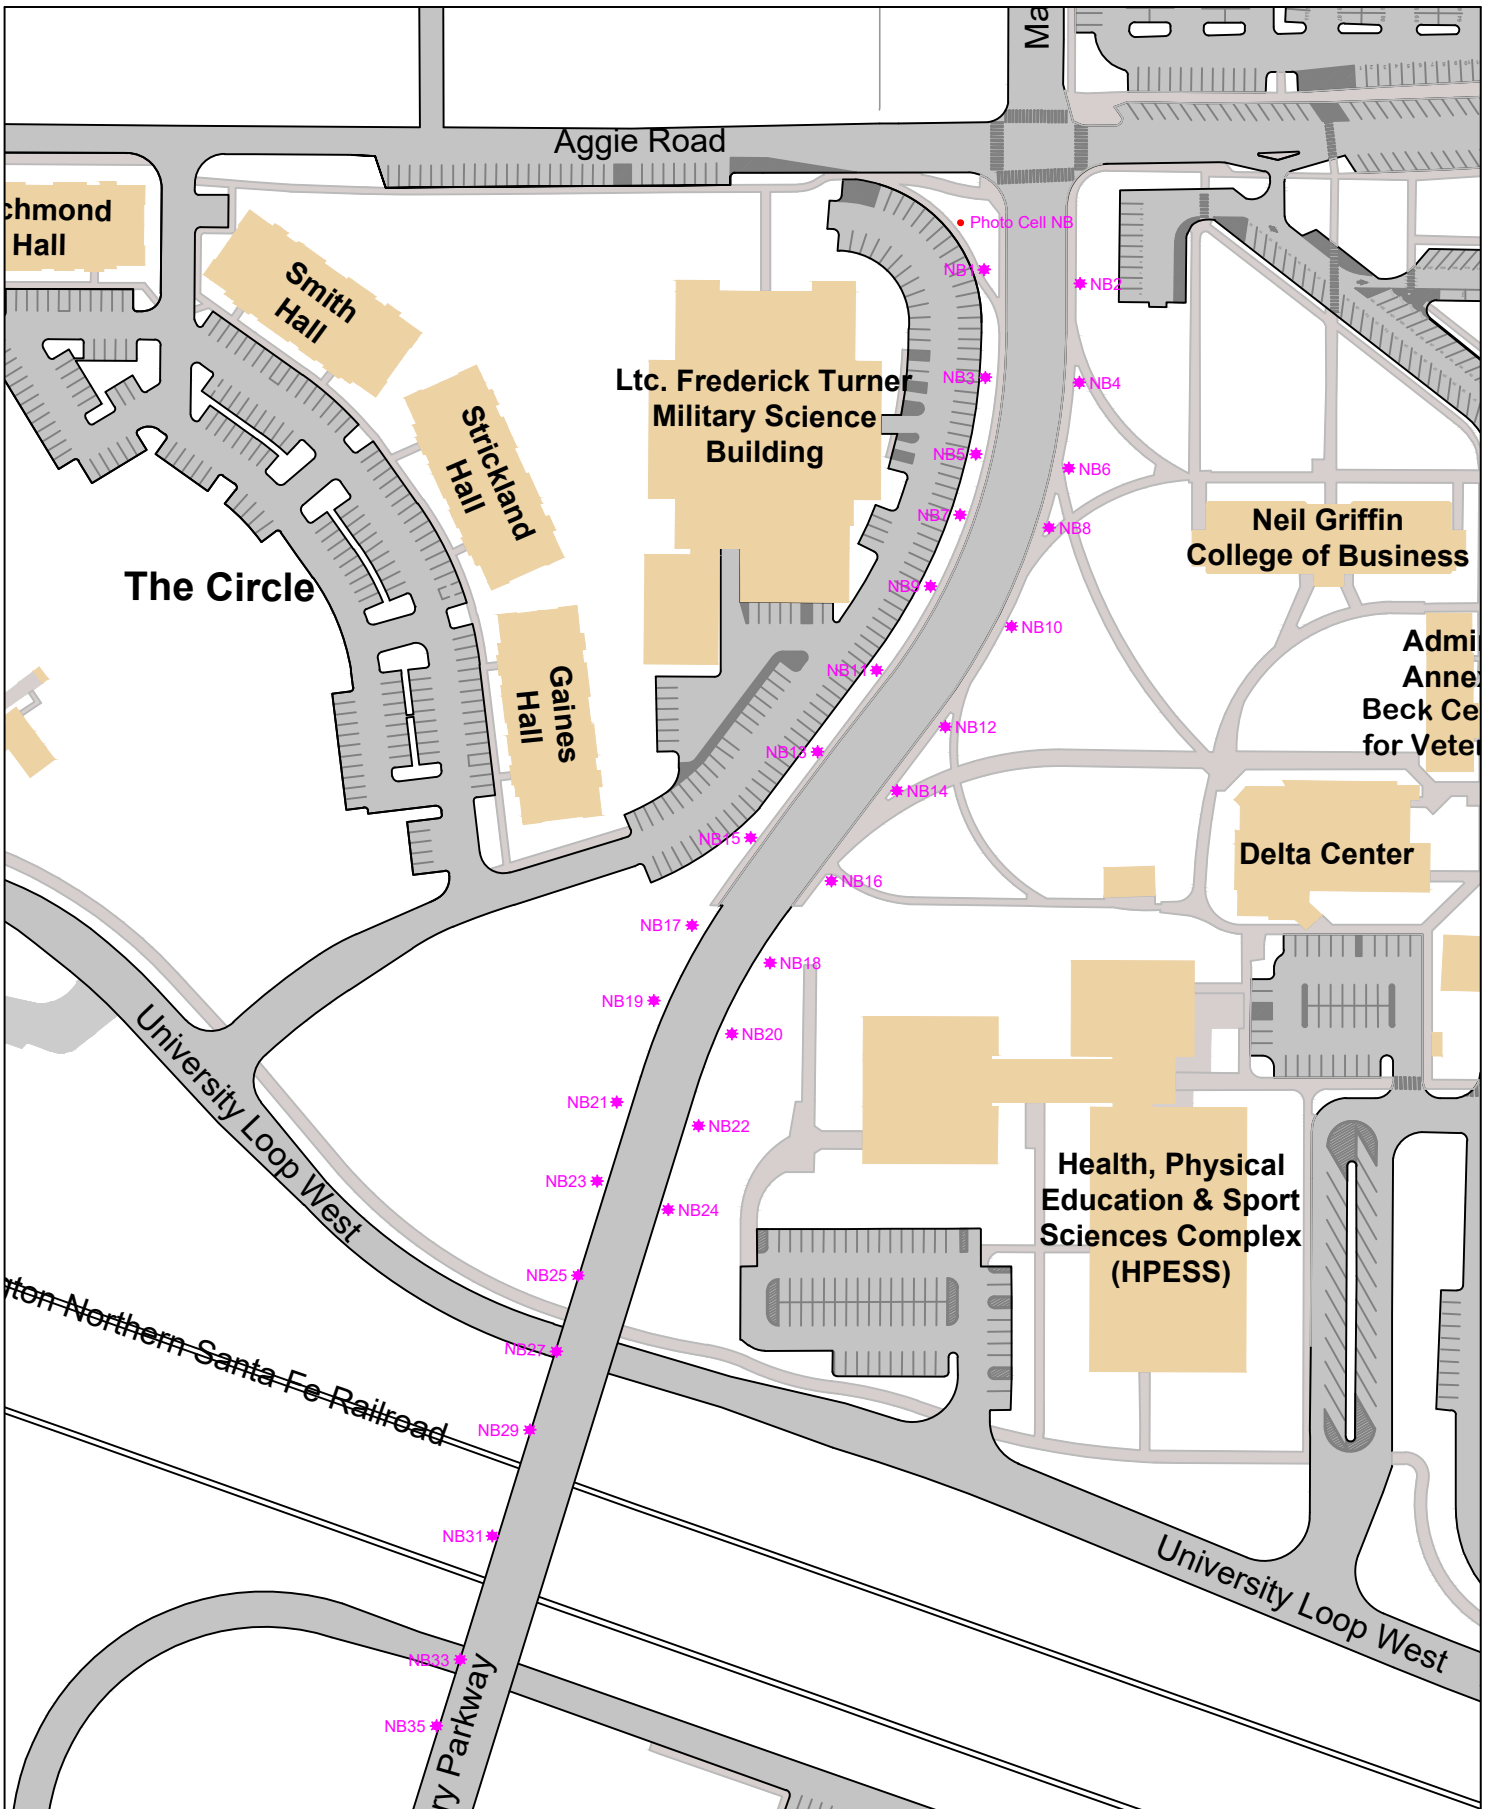 Ma
Aggie Road
chmond
Hall
Photo Cell NB
Smith
Hall
NB1
NB2
Ltc. Frederick Turner
Military Science
Building
NB3
NB4
Strickland
Hall
NB5
NB6
NB7
NB8
Neil Griffin
College of Business
The Circle
NB9
NB10
Admi
Anne
Beck Ce
for Vete
Gaines
Hall
NB11
NB12
NB13
NB14
NB15
Delta Center
NB16
NB17
NB18
NB19
NB20
University Loop West
NB21
NB22
Health, Physical
Education & Sport
Sciences Complex
(HPESS)
NB23
NB24
NB25
gton Northern Santa Fe Railroad
NB27
NB29
NB31
University Loop West
NB33
NB35
ry Parkway